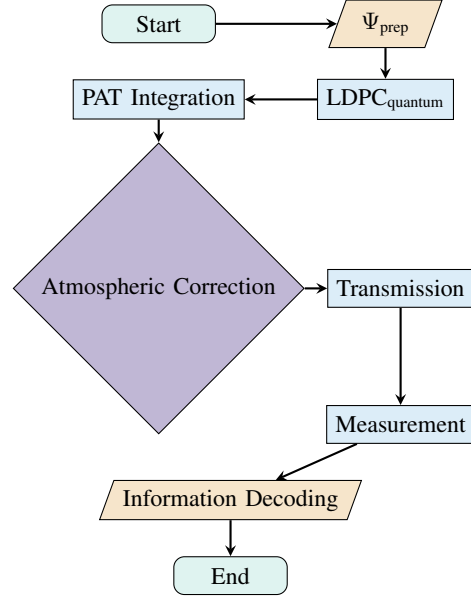 Start
Ψprep
PAT Integration
LDPCquantum
Atmospheric Correction
Transmission
Measurement
Information Decoding
End